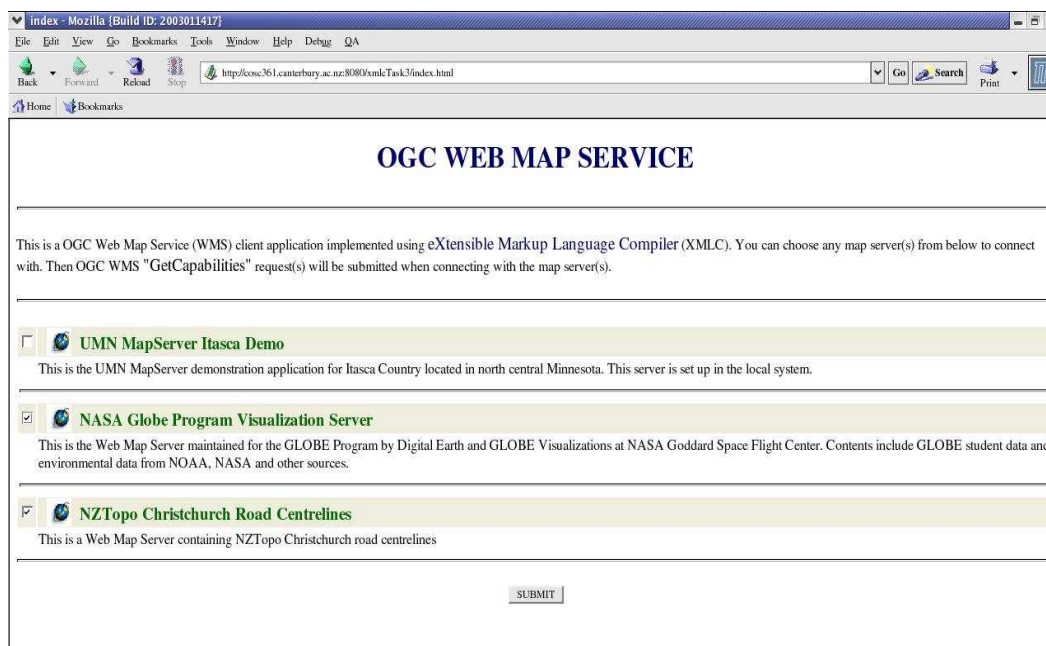 index - Mozilla {Build ID: 2003011417}
File Edit View Go Bookmarks Tools Window Help Debug QA
Back Forward Reload Stop http://cosc361.canterbury.ac.nz:8080/xmlcTask3/index.html Go Search Print
Home Bookmarks
OGC WEB MAP SERVICE
This is a OGC Web Map Service (WMS) client application implemented using eXtensible Markup Language Compiler (XMLC). You can choose any map server(s) from below to connect
with. Then OGC WMS "GetCapabilities" request(s) will be submitted when connecting with the map server(s).
UMN MapServer Itasca Demo
This is the UMN MapServer demonstration application for Itasca Country located in north central Minnesota. This server is set up in the local system.
NASA Globe Program Visualization Server
This is the Web Map Server maintained for the GLOBE Program by Digital Earth and GLOBE Visualizations at NASA Goddard Space Flight Center. Contents include GLOBE student data and
environmental data from NOAA, NASA and other sources.
NZTopo Christchurch Road Centrelines
This is a Web Map Server containing NZTopo Christchurch road centrelines
SUBMIT